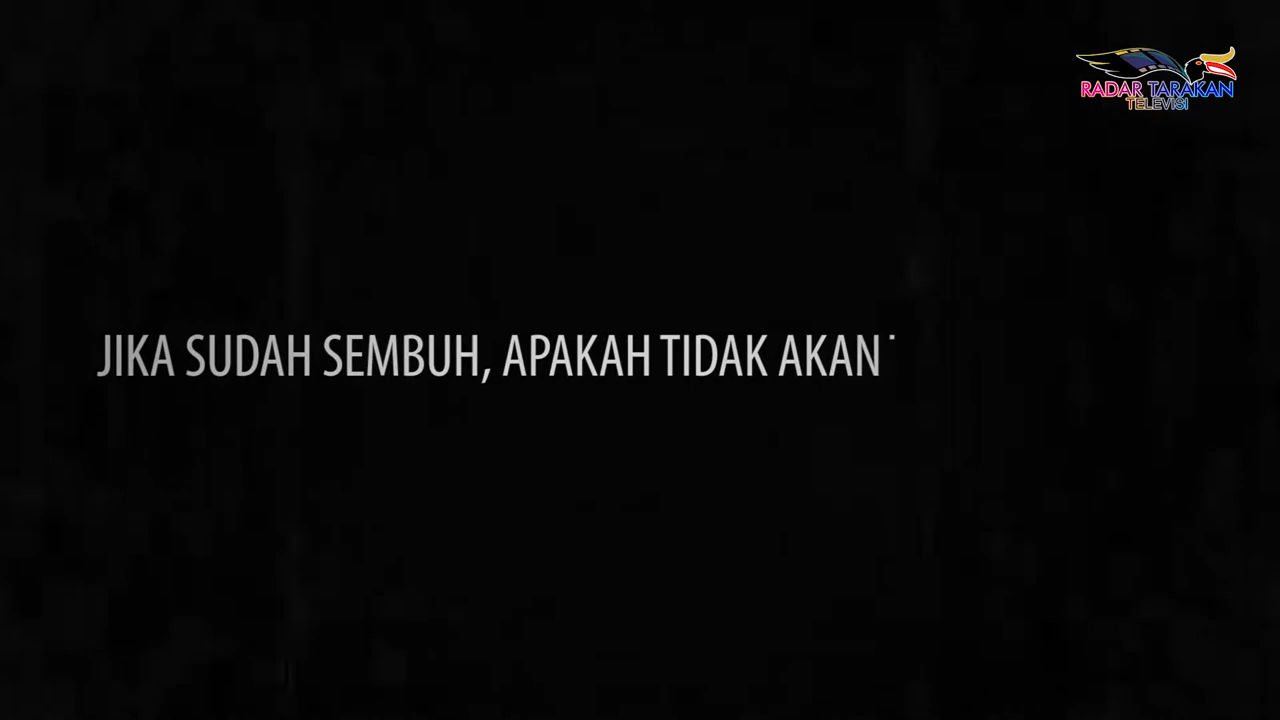 RADAR TARAKAN
TELEVISI
JIKA SUDAH SEMBUH, APAKAH TIDAK AKAN